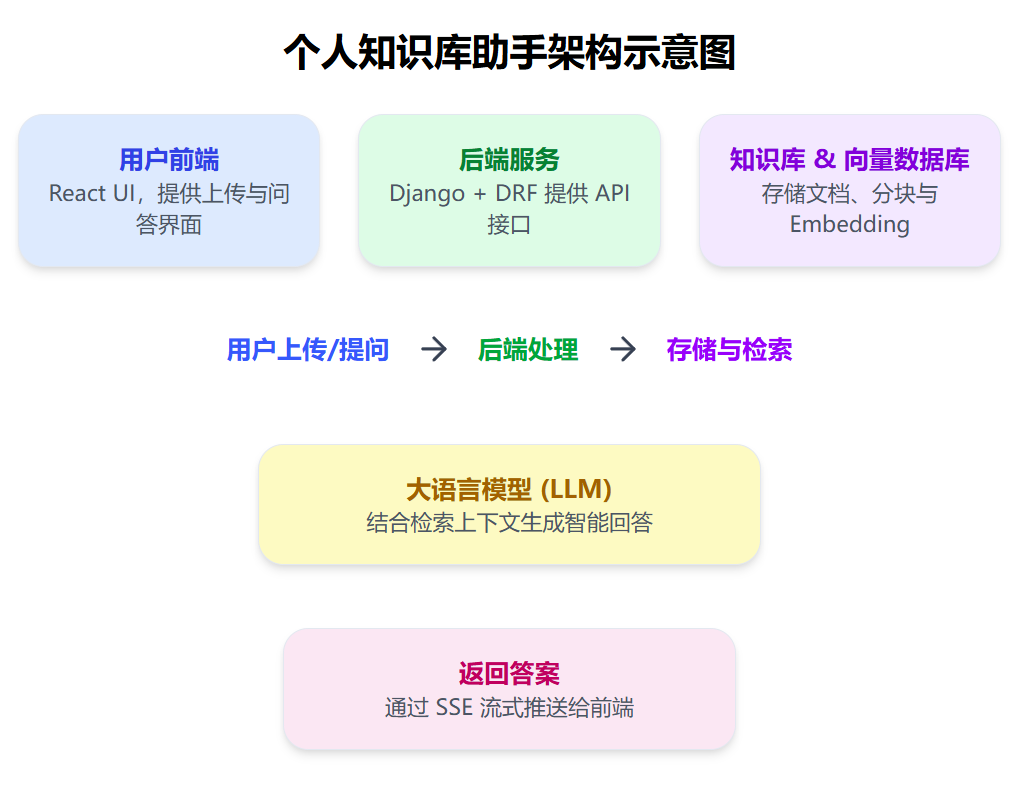 个人知识库助手架构示意图
用户前端
React UI，提供上传与问
答界面
后端服务
Django + DRF 提供 API
接口
知识库 & 向量数据库
存储文档、分块与
Embedding
用户上传/提问 → 后端处理 → 存储与检索
大语言模型 (LLM)
结合检索上下文生成智能回答
返回答案
通过 SSE 流式推送给前端